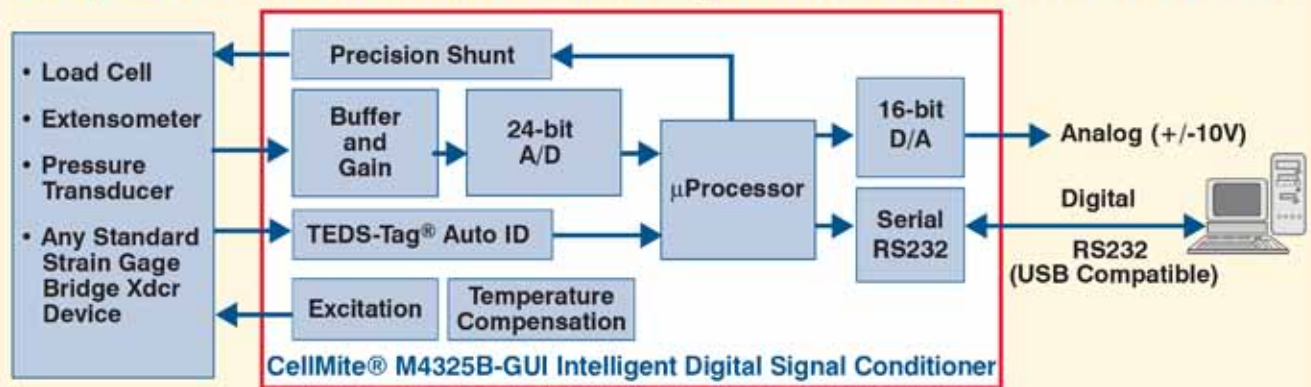 • Load Cell
• Extensometer
• Pressure
Transducer
• Any Standard
Strain Gage
Bridge Xdcr
Device
Precision Shunt
Buffer
and
Gain
24-bit
A/D
TEDS-Tag® Auto ID
Excitation
Temperature
Compensation
μProcessor
16-bit
D/A
Serial
RS232
Analog (+/-10V)
Digital
RS232
(USB Compatible)
CellMite® M4325B-GUI Intelligent Digital Signal Conditioner